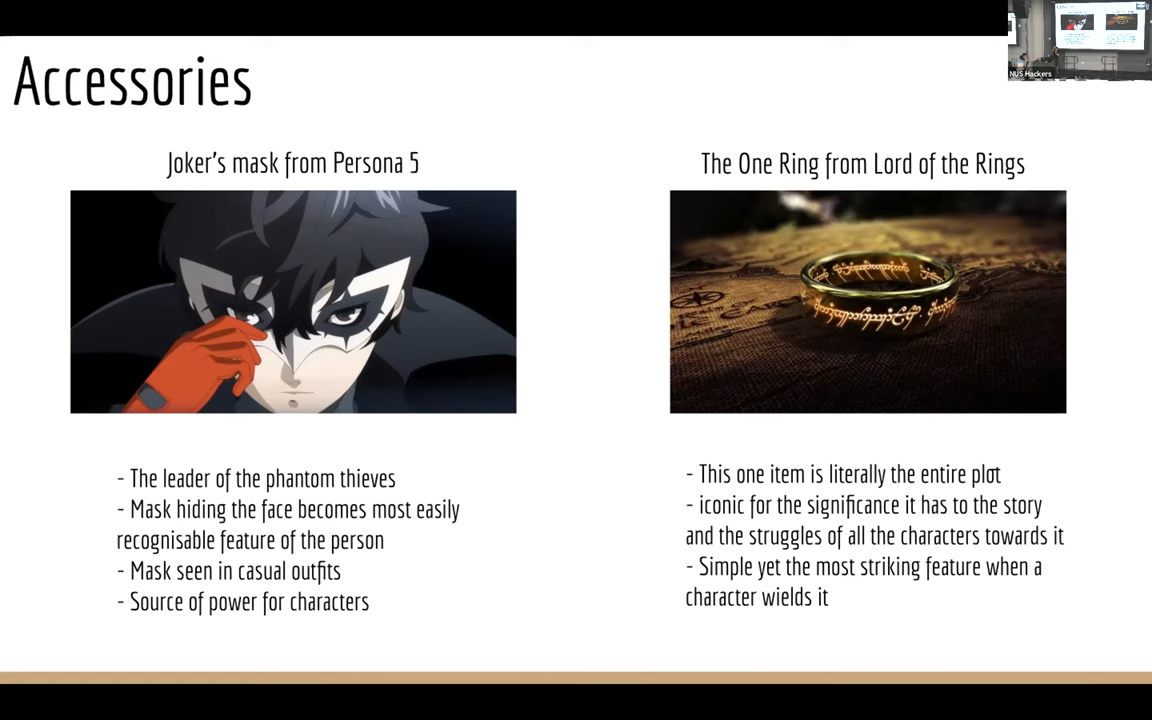 Accessories
NUS Hackers
Joker's mask from Persona 5
The One Ring from Lord of the Rings
- The leader of the phantom thieves
- Mask hiding the face becomes most easily
recognisable feature of the person
- Mask seen in casual outfits
- Source of power for characters
- This one item is literally the entire plot
- iconic for the significance it has to the story
and the struggles of all the characters towards it
- Simple yet the most striking feature when a
character wields it